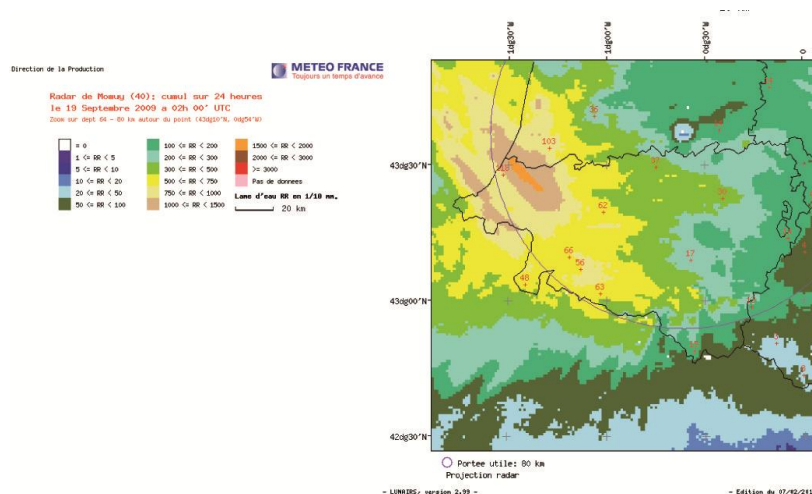 Direction de la Production
METEO FRANCE
Toujours un temps d'avance
Radar de Momuy (40); cumul sur 24 heures
le 19 Septembre 2009 a 02h 00' UTC
Zoom sur dept 64 - 80 km autour du point (43dg10'N, 0dg54'W)
= 0
1 <= RR < 5
5 <= RR < 10
10 <= RR < 20
20 <= RR < 50
50 <= RR < 100
100 <= RR < 200
200 <= RR < 300
300 <= RR < 500
500 <= RR < 750
750 <= RR < 1000
1000 <= RR < 1500
1500 <= RR < 2000
2000 <= RR < 3000
>= 3000
Pas de donnees
Lame d'eau RR en 1/10 mm.
20 km
1dg30'W
1dg00'W
0dg30'W
0
43dg30'N
43dg00'N
42dg30'N
103
62
17
66
56
48
63
Portee utile: 80 km
Projection radar
- LUNAIRS, version 2.99 -
- Edition du 07/02/201